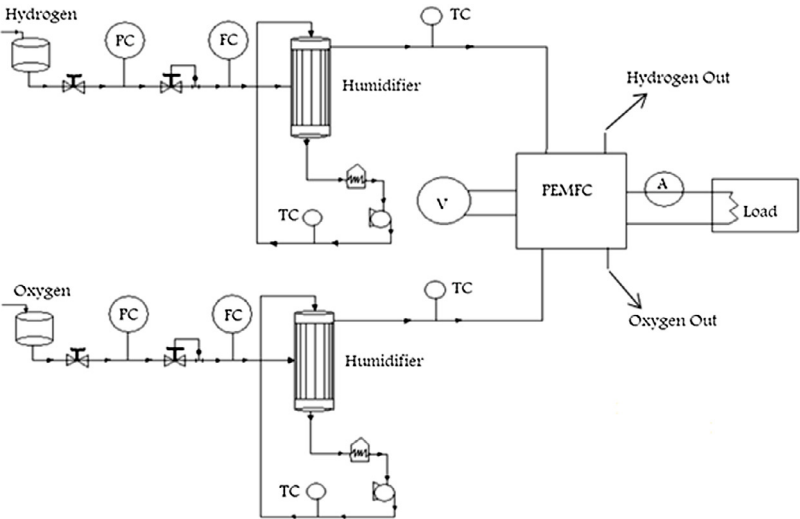 Hydrogen
PC
FC
TC
Humidifier
TC
Hydrogen Out
V
PEMFC
A
Load
Oxygen
PC
FC
TC
Humidifier
TC
Oxygen Out